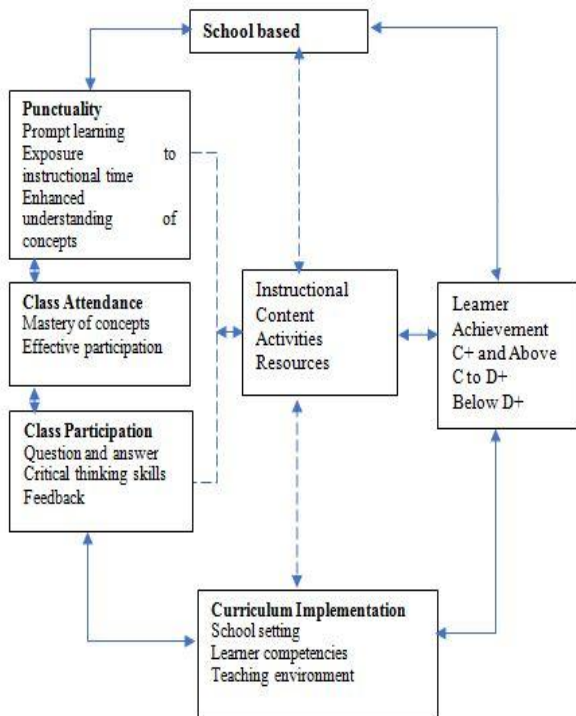 School based
Punctuality
Prompt learning
Exposure to
instructional time
Enhanced
understanding of
concepts
Class Attendance
Mastery of concepts
Effective participation
Class Participation
Question and answer
Critical thinking skills
Feedback
Instructional
Content
Activities
Resources
Learner
Achievement
C+ and Above
C to D+
Below D+
Curriculum Implementation
School setting
Learner competencies
Teaching environment